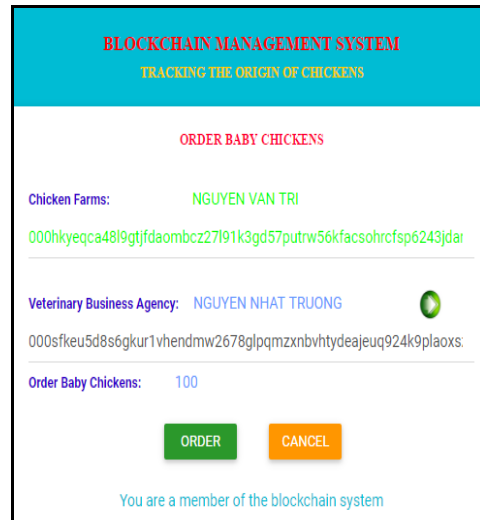 BLOCKCHAIN MANAGEMENT SYSTEM
TRACKING THE ORIGIN OF CHICKENS
ORDER BABY CHICKENS
Chicken Farms: NGUYEN VAN TRI
000hkyeqca48l9gtjfdaombcz27l91k3gd57putrw56kfacsohrcfsp6243jdar
Veterinary Business Agency: NGUYEN NHAT TRUONG
000sfkeu5d8s6gkur1vhendmw2678glpqmzxnbvhtydeajeuq924k9plaoxs
Order Baby Chickens: 100
ORDER CANCEL
You are a member of the blockchain system